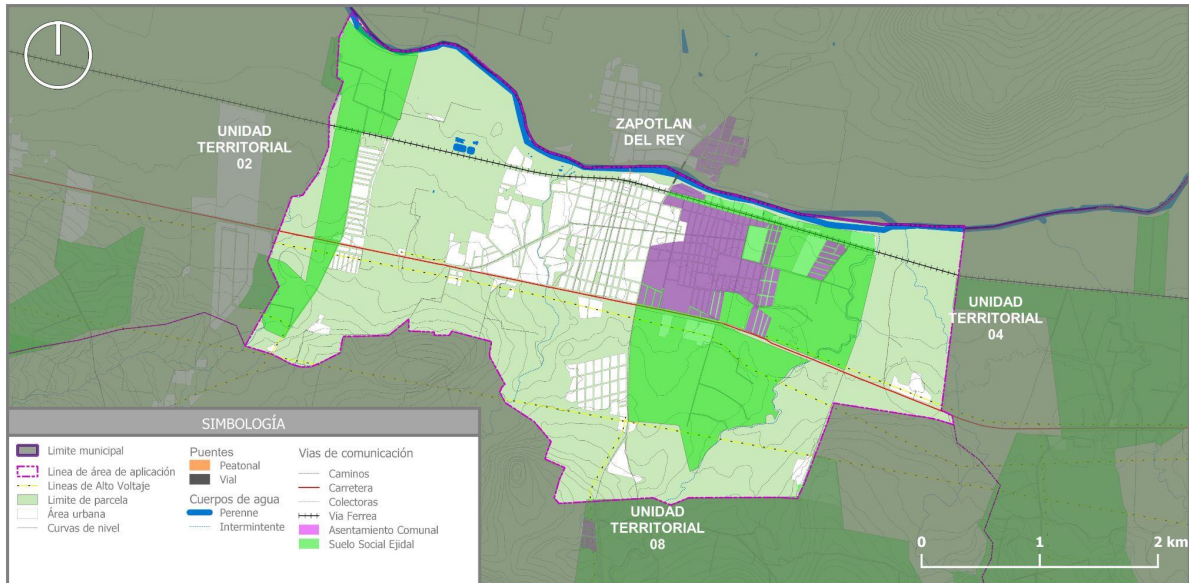 UNIDAD
TERRITORIAL
02
ZAPOTLAN
DEL REY
UNIDAD
TERRITORIAL
04
UNIDAD
TERRITORIAL
08
SIMBOLOGÍA
Limite municipal
Linea de área de aplicación
Lineas de Alto Voltaje
Limite de parcela
Área urbana
Curvas de nivel
Puentes
Peatonal
Vial
Cuerpos de agua
Perenne
Intermintente
Vias de comunicación
Caminos
Carretera
Colectoras
Via Ferrea
Asentamiento Comunal
Suelo Social Ejidal
0 1 2 km